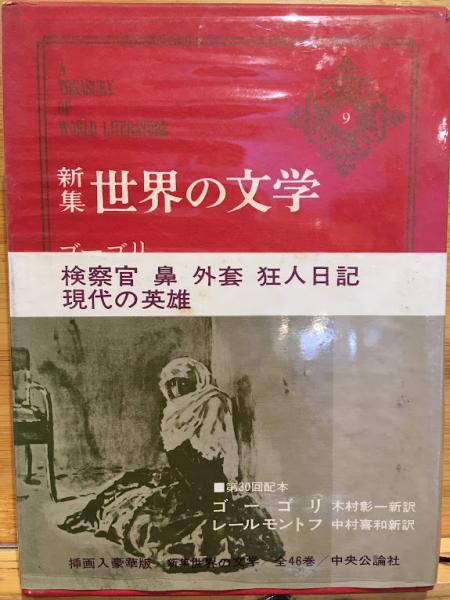 A
TREASURY
OF
WORLD LITERATURE
9
新集 世界の文学
ゴーゴリ
検察官 鼻 外套 狂人日記
現代の英雄
■第30回配本
ゴーゴリ 木村彰一新訳
レールモントフ 中村喜和新訳
挿画入豪華版 新集世界の文学 全46巻/中央公論社